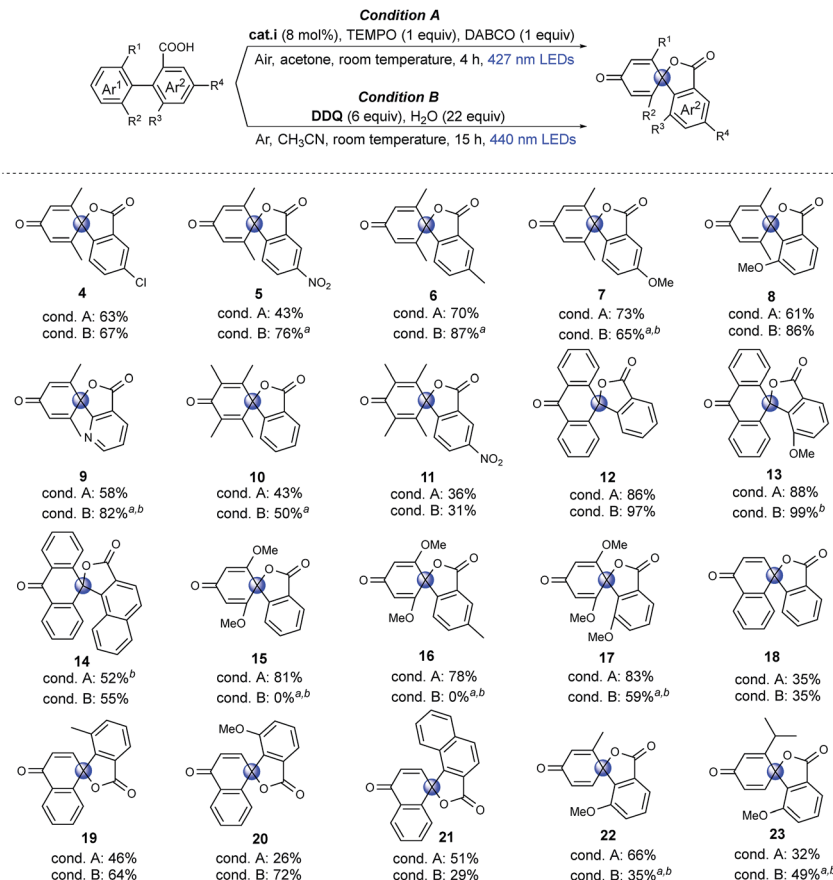 Condition A
cat.i (8 mol%), TEMPO (1 equiv), DABCO (1 equiv)
Air, acetone, room temperature, 4 h, 427 nm LEDs
Condition B
DDQ (6 equiv), H2O (22 equiv)
Ar, CH3CN, room temperature, 15 h, 440 nm LEDs
R1 COOH
Ar1 Ar2 R4
R2 R3
R1 O O
O
Ar2
R2 R3 R4
O O O Cl
O O O NO2
O O O
O O O OMe
O O O MeO
4 5 6 7 8
cond. A: 63% cond. A: 43% cond. A: 70% cond. A: 73% cond. A: 61%
cond. B: 67% cond. B: 76%a cond. B: 87%a cond. B: 65%a,b cond. B: 86%
O O O N
O O O
O O O NO2
O O O
O O O OMe
9 10 11 12 13
cond. A: 58% cond. A: 43% cond. A: 36% cond. A: 86% cond. A: 88%
cond. B: 82%a,b cond. B: 50%a cond. B: 31% cond. B: 97% cond. B: 99%b
O O O
OMe O O O MeO
OMe O O O MeO
OMe O O O MeO MeO
O O O
14 15 16 17 18
cond. A: 52%b cond. A: 81% cond. A: 78% cond. A: 83% cond. A: 35%
cond. B: 55% cond. B: 0%a,b cond. B: 0%a,b cond. B: 59%a,b cond. B: 35%
O O O
MeO O O O
O O O
O O O MeO
O O O MeO
19 20 21 22 23
cond. A: 46% cond. A: 26% cond. A: 51% cond. A: 66% cond. A: 32%
cond. B: 64% cond. B: 72% cond. B: 29% cond. B: 35%a,b cond. B: 49%a,b